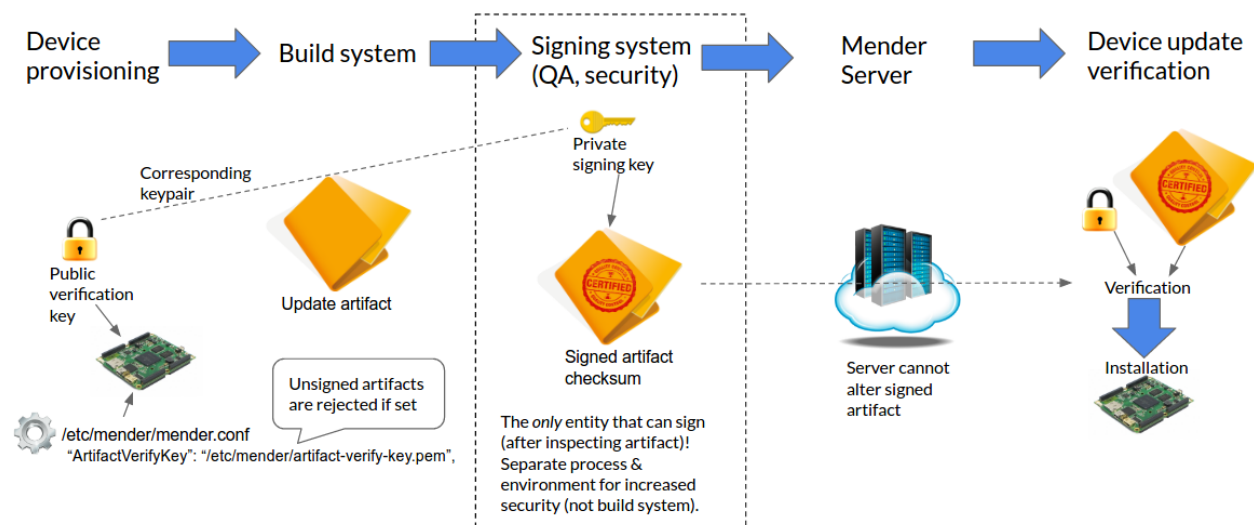 Device
provisioning
Build system
Signing system
(QA, security)
Mender
Server
Device update
verification
Private
signing key
Corresponding
keypair
Public
verification
key
Update artifact
CERTIFIED
Signed artifact
checksum
Server cannot
alter signed
artifact
CERTIFIED
Verification
Installation
Unsigned artifacts
are rejected if set
/etc/mender/mender.conf
“ArtifactVerifyKey”: “/etc/mender/artifact-verify-key.pem”,
The only entity that can sign
(after inspecting artifact)!
Separate process &
environment for increased
security (not build system).